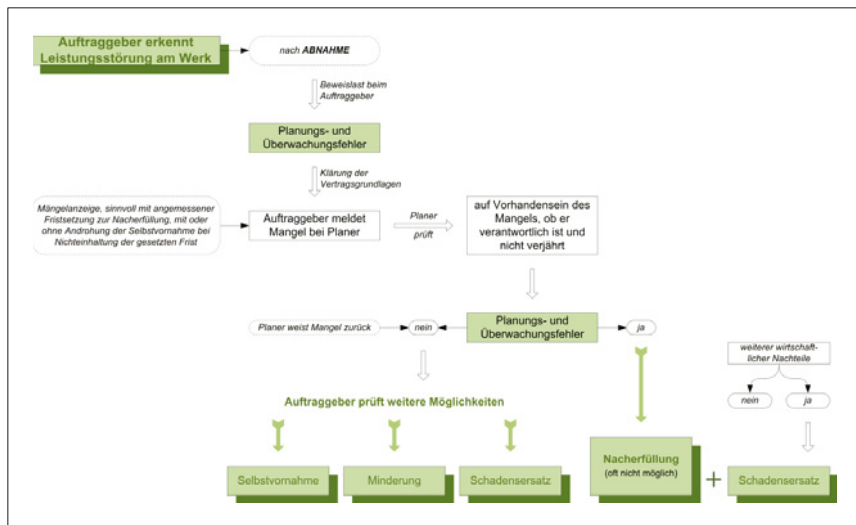 Auftraggeber erkennt
Leistungsstörung am Werk
nach ABNAHME
Beweislast beim
Auftraggeber
Planungs- und
Überwachungsfehler
Klärung der
Vertragsgrundlagen
Mängelanzeige, sinnvoll mit angemessener
Fristsetzung zur Nacherfüllung, mit oder
ohne Androhung der Selbstvornahme bei
Nichteinhaltung der gesetzten Frist
Auftraggeber meldet
Mangel bei Planer
Planer
prüft
auf Vorhandensein des
Mangels, ob er
verantwortlich ist und
nicht verjährt
Planer weist Mangel zurück
nein
Planungs- und
Überwachungsfehler
ja
weiterer wirtschaft-
licher Nachteile
nein
ja
Auftraggeber prüft weitere Möglichkeiten
Selbstvornahme
Minderung
Schadensersatz
Nacherfüllung
(oft nicht möglich)
+
Schadensersatz